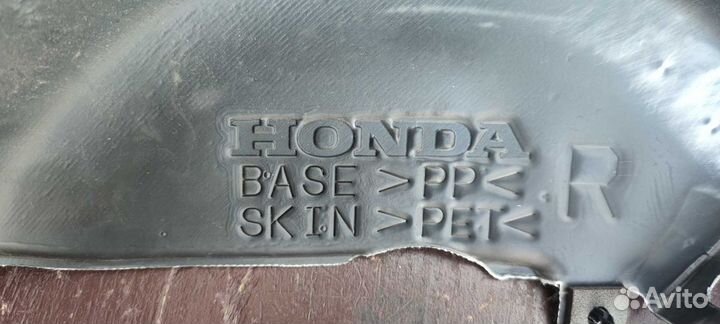 HONDA
BASE >PP<
SKIN >PET<
R
Avito